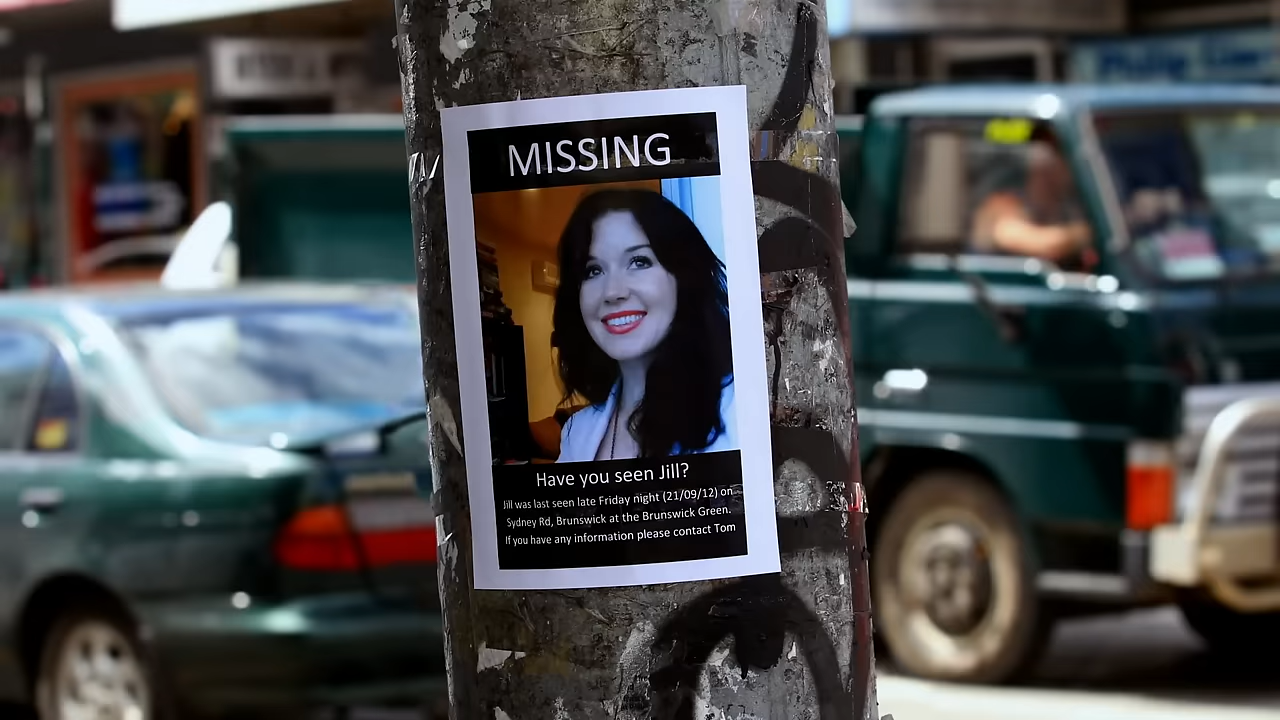 MISSING
Have you seen Jill?
Jill was last seen late Friday night (21/09/12) on
Sydney Rd, Brunswick at the Brunswick Green.
If you have any information please contact Tom